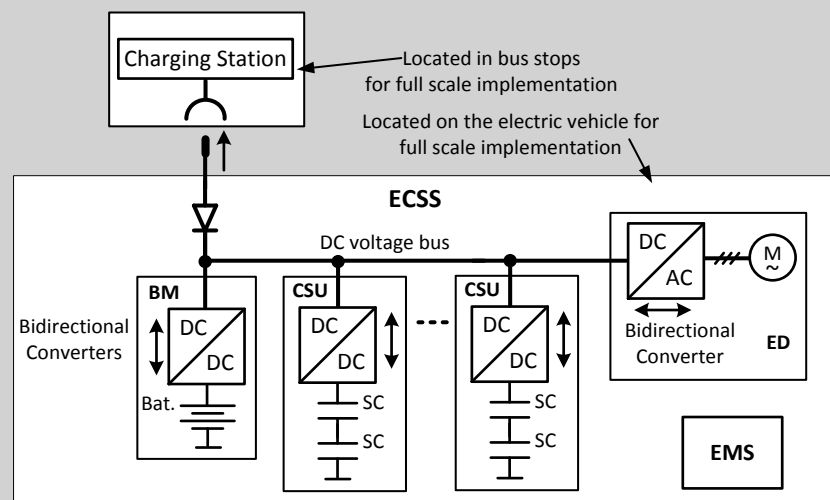 Charging Station
Located in bus stops
for full scale implementation
Located on the electric vehicle for
full scale implementation
ECSS
DC voltage bus
DC
AC
M
~
Bidirectional
Converter
ED
BM
CSU
CSU
Bidirectional
Converters
DC
DC
DC
DC
DC
DC
Bat.
SC
SC
SC
SC
EMS